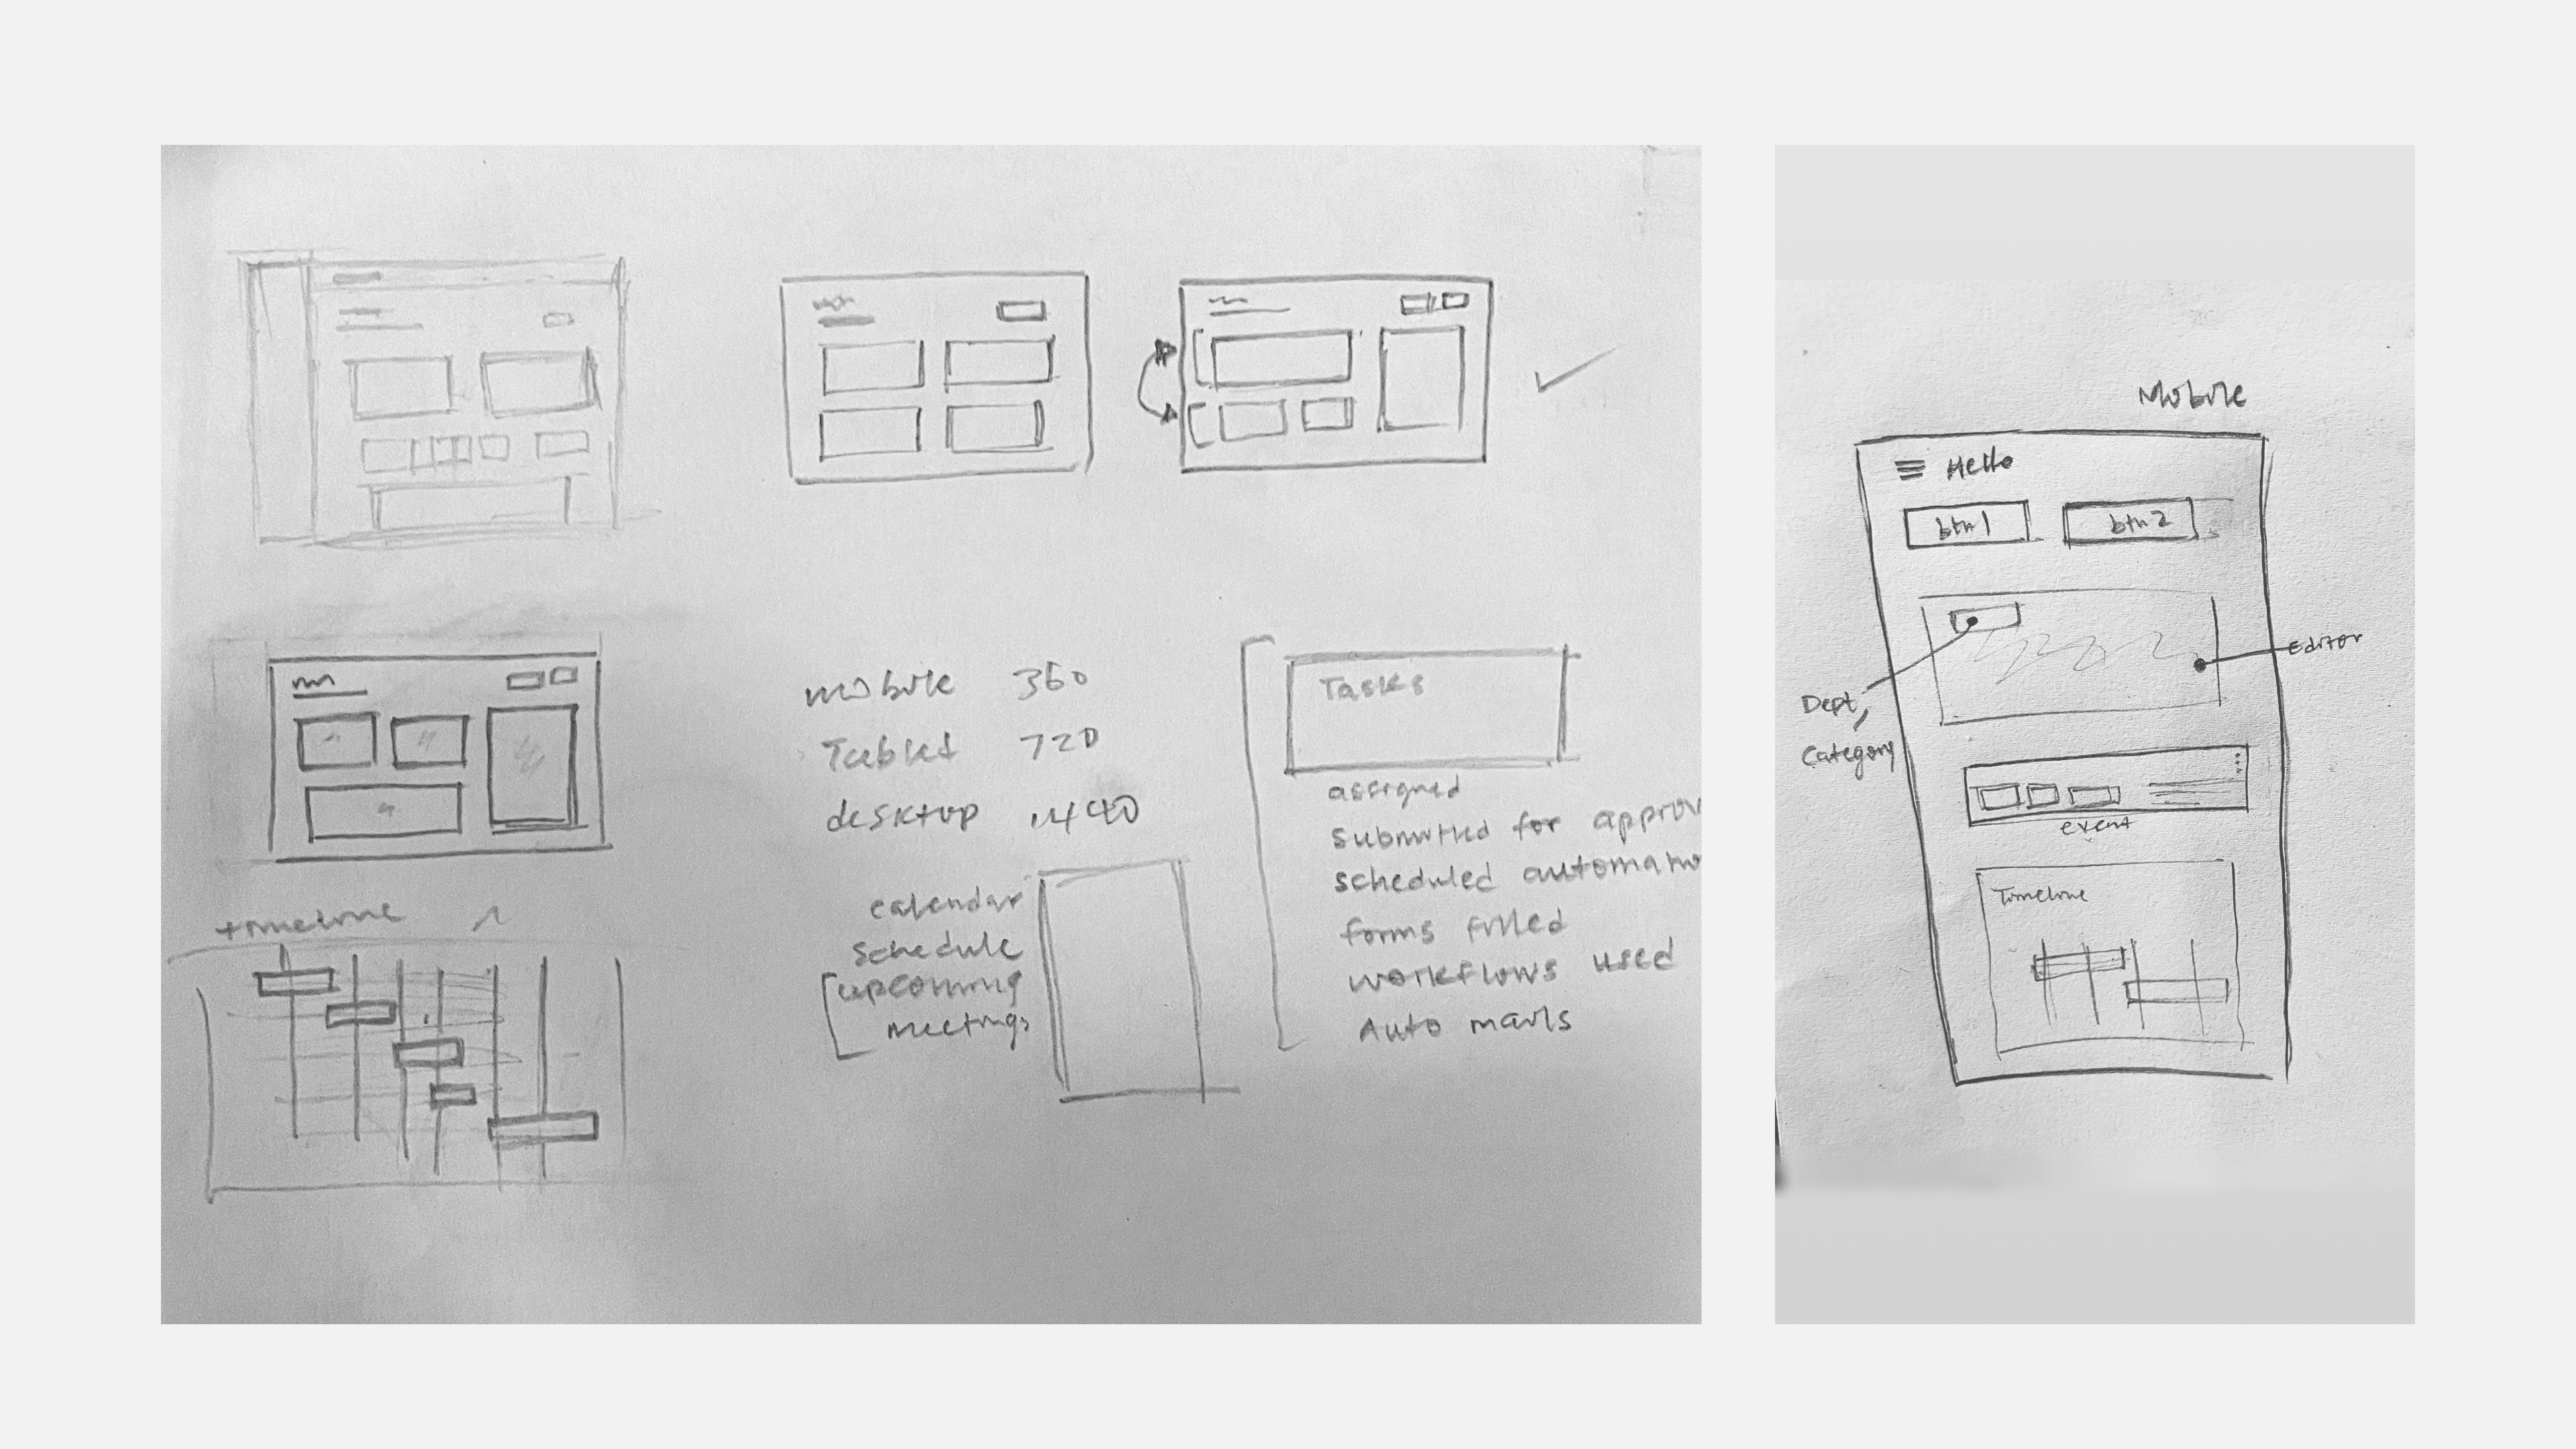 mobile 360
Tablet 720
desktop 1440
timeline
calendar
schedule
upcoming
meetings
Tasks
assigned
submitted for approv
scheduled automatio
forms filled
workflows used
Auto mails
Mobile
Hello
btn1 btn2
Editor
Dept,
Category
event
Timeline